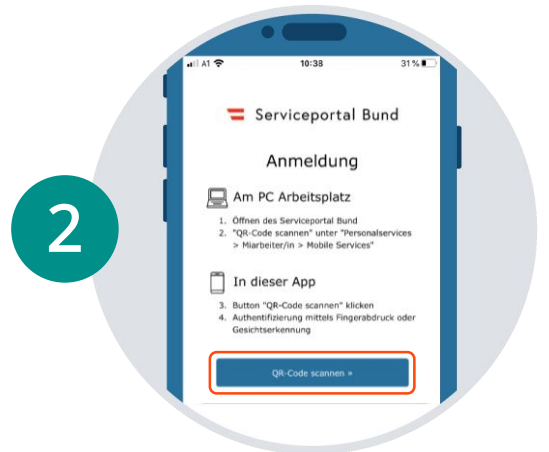 A1 10:38 31 %
Serviceportal Bund
Anmeldung
Am PC Arbeitsplatz
1. Öffnen des Serviceportal Bund
2. "QR-Code scannen" unter "Personalservices
> Miarbeiter/in > Mobile Services"
2
In dieser App
3. Button "QR-Code scannen" klicken
4. Authentifizierung mittels Fingerabdruck oder
Gesichtserkennung
QR-Code scannen »